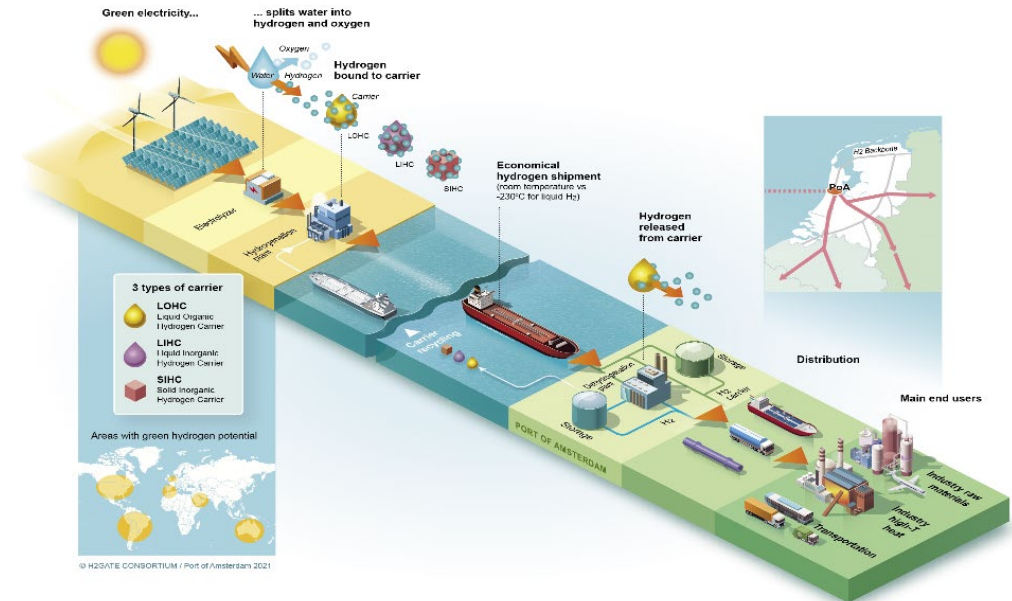 Green electricity...
... splits water into
hydrogen and oxygen
Oxygen
Water
Hydrogen
Hydrogen
bound to carrier
Carrier
LOHC
LIHC
SIHC
Economical
hydrogen shipment
(room temperature vs
-230°C for liquid H₂)
Hydrogen
released
from carrier
H2 Backbone
PoA
Electrolyser
Hydrogenation
plant
3 types of carrier
LOHC
Liquid Organic
Hydrogen Carrier
LIHC
Liquid Inorganic
Hydrogen Carrier
SIHC
Solid Inorganic
Hydrogen Carrier
Carrier
recycling
Dehydrogenation
plant
Storage
Storage
H2 carrier
H2
PORT OF AMSTERDAM
Distribution
Main end users
Industry raw
materials
Industry
high-T
heat
Transportation
Areas with green hydrogen potential
© H2GATE CONSORTIUM / Port of Amsterdam 2021